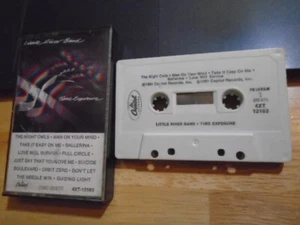 Little River Band
Time Exposure
Capitol
THE NIGHT OWLS • MAN ON YOUR MIND •
TAKE IT EASY ON ME • BALLERINA •
LOVE WILL SURVIVE • FULL CIRCLE •
JUST SAY THAT YOU LOVE ME • SUICIDE
BOULEVARD • ORBIT ZERO • DON'T LET
THE NEEDLE WIN • GUIDING LIGHT
4XT-12163
The Night Owls • Man On Your Mind • Take It Easy On Me •
Ballerina • Love Will Survive
Capitol
4XT
12163
LITTLE RIVER BAND • TIME EXPOSURE